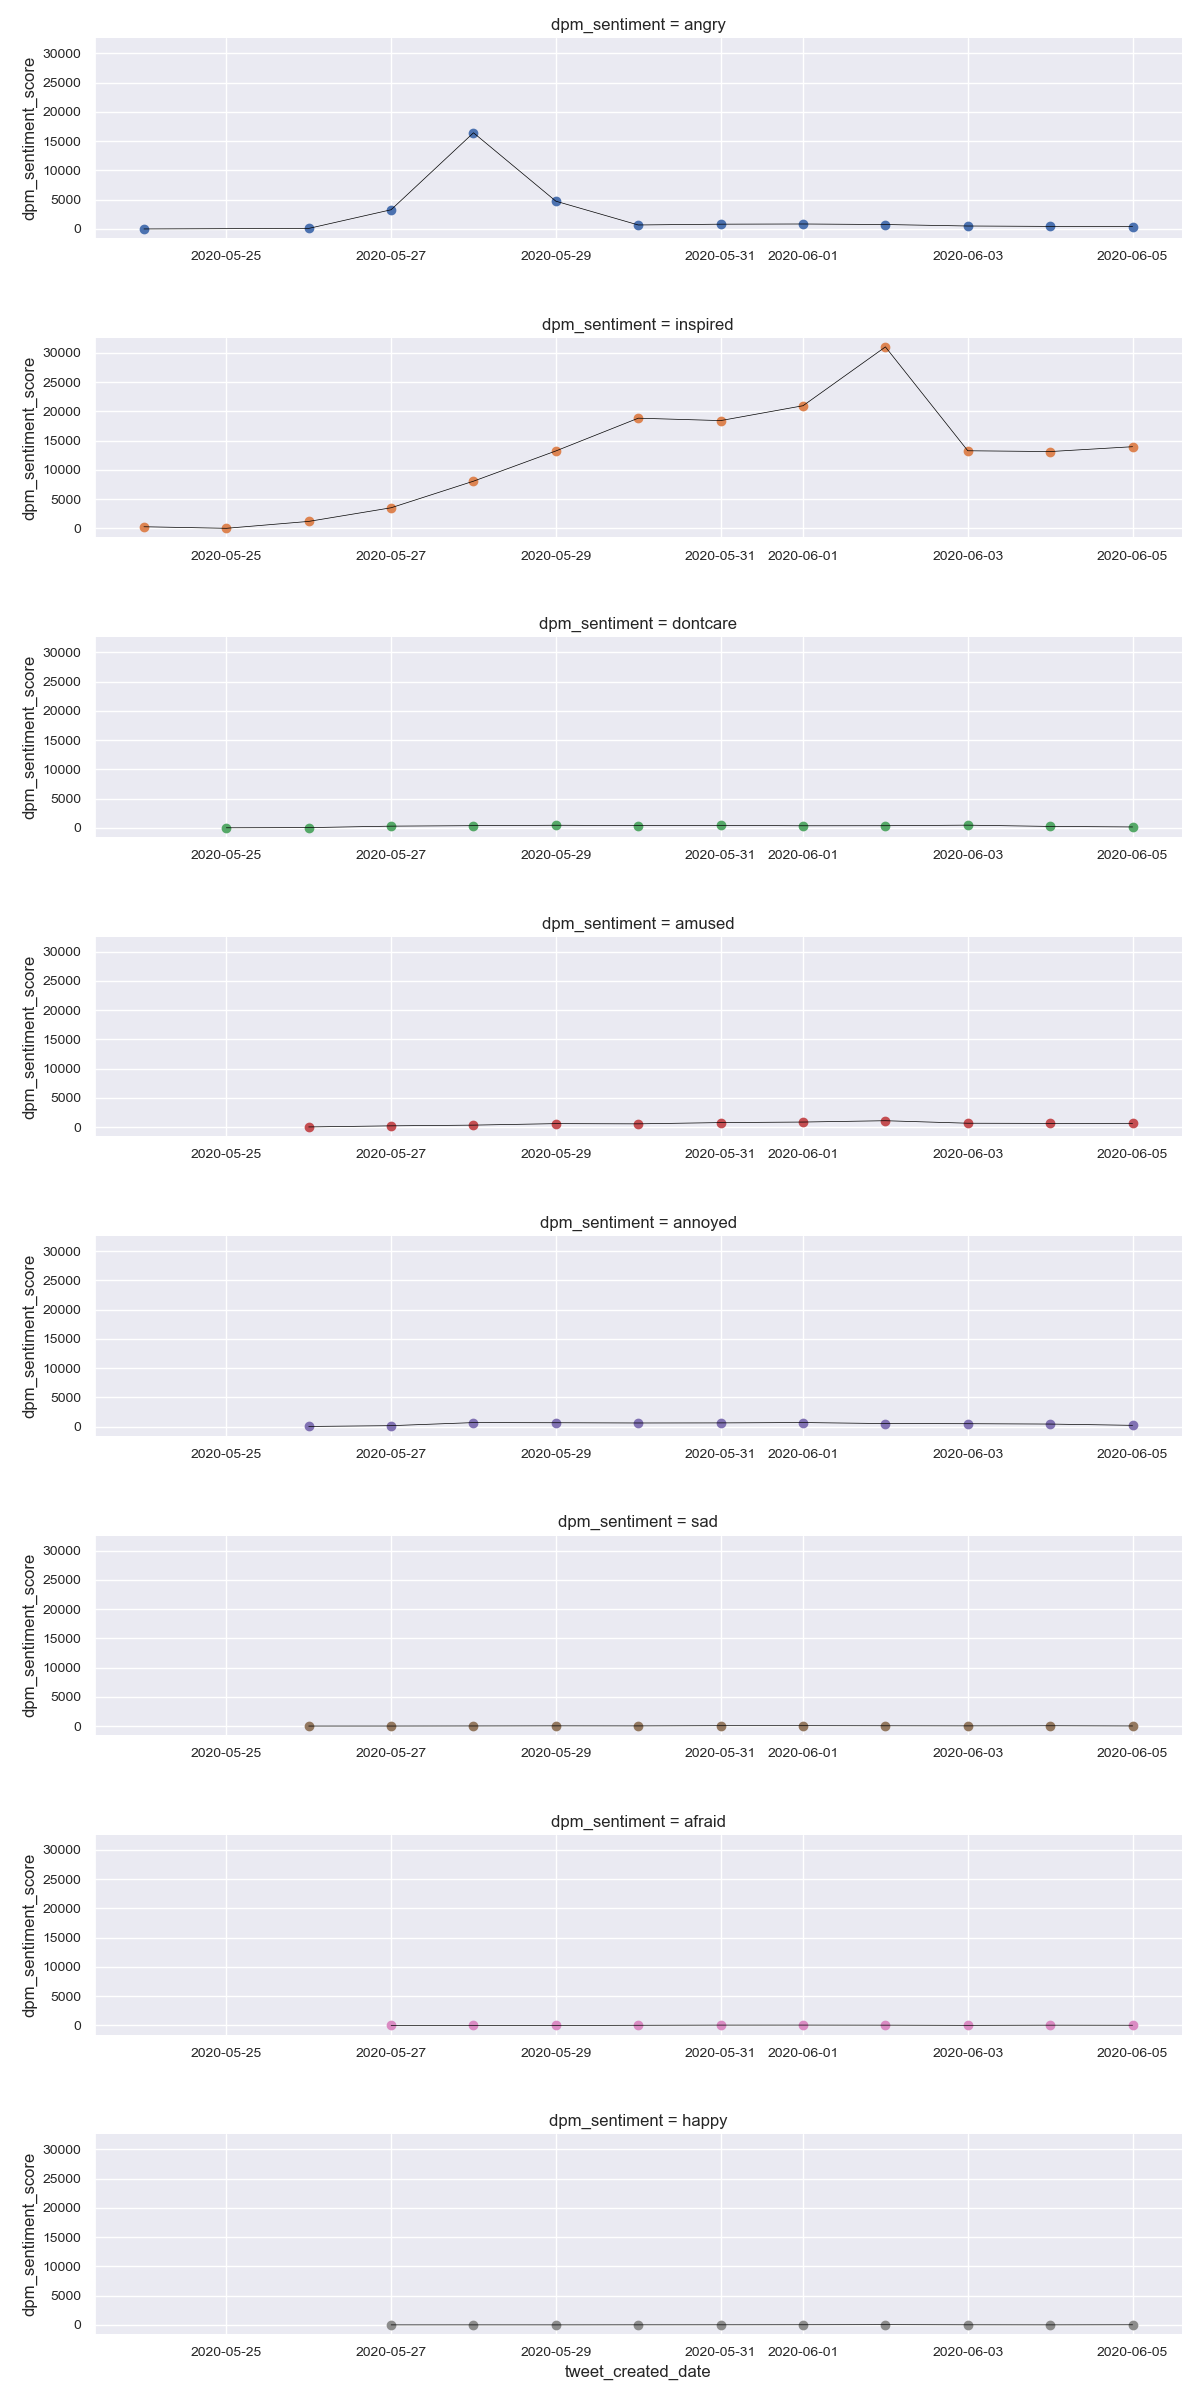 dpm_sentiment = angry
dpm_sentiment_score
30000
25000
20000
15000
10000
5000
0
2020-05-25 2020-05-27 2020-05-29 2020-05-31 2020-06-01 2020-06-03 2020-06-05
dpm_sentiment = inspired
dpm_sentiment_score
30000
25000
20000
15000
10000
5000
0
2020-05-25 2020-05-27 2020-05-29 2020-05-31 2020-06-01 2020-06-03 2020-06-05
dpm_sentiment = dontcare
dpm_sentiment_score
30000
25000
20000
15000
10000
5000
0
2020-05-25 2020-05-27 2020-05-29 2020-05-31 2020-06-01 2020-06-03 2020-06-05
dpm_sentiment = amused
dpm_sentiment_score
30000
25000
20000
15000
10000
5000
0
2020-05-25 2020-05-27 2020-05-29 2020-05-31 2020-06-01 2020-06-03 2020-06-05
dpm_sentiment = annoyed
dpm_sentiment_score
30000
25000
20000
15000
10000
5000
0
2020-05-25 2020-05-27 2020-05-29 2020-05-31 2020-06-01 2020-06-03 2020-06-05
dpm_sentiment = sad
dpm_sentiment_score
30000
25000
20000
15000
10000
5000
0
2020-05-25 2020-05-27 2020-05-29 2020-05-31 2020-06-01 2020-06-03 2020-06-05
dpm_sentiment = afraid
dpm_sentiment_score
30000
25000
20000
15000
10000
5000
0
2020-05-25 2020-05-27 2020-05-29 2020-05-31 2020-06-01 2020-06-03 2020-06-05
dpm_sentiment = happy
dpm_sentiment_score
30000
25000
20000
15000
10000
5000
0
2020-05-25 2020-05-27 2020-05-29 2020-05-31 2020-06-01 2020-06-03 2020-06-05
tweet_created_date